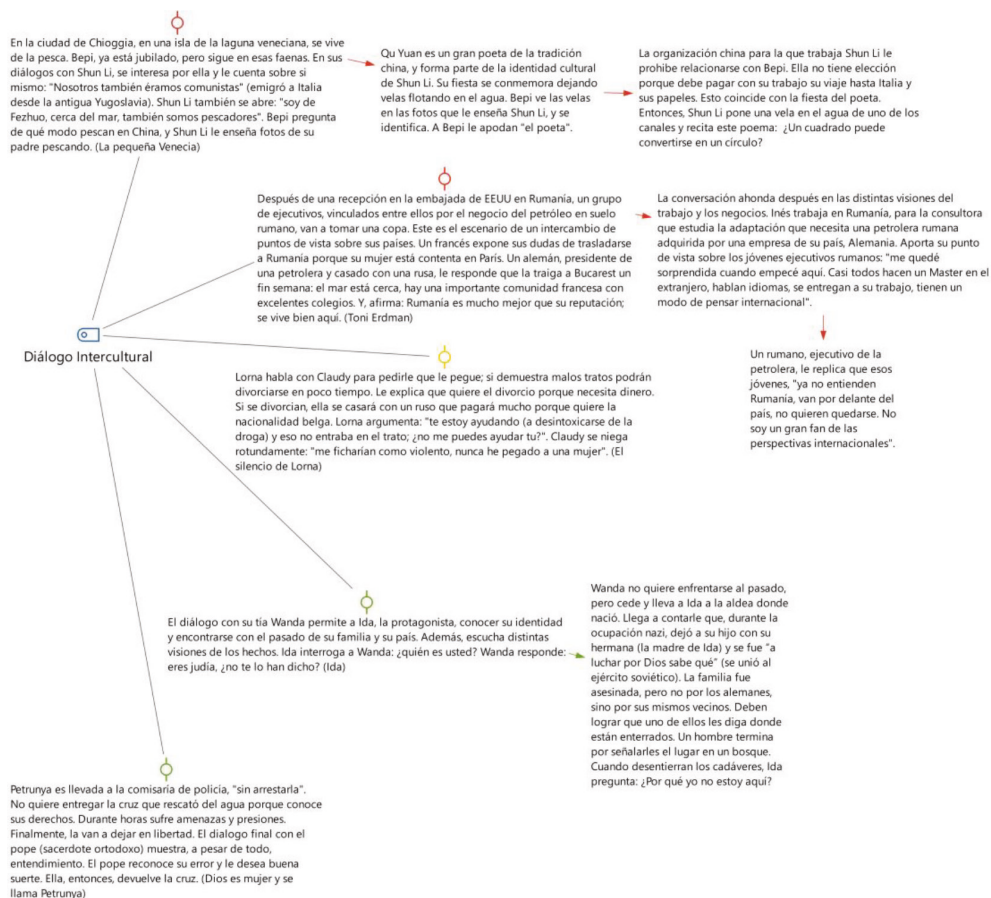 En la ciudad de Chioggia, en una isla de la laguna veneciana, se vive
de la pesca. Bepi, ya está jubilado, pero sigue en esas faenas. En sus
diálogos con Shun Li, se interesa por ella y le cuenta sobre si
mismo: "Nosotros también éramos comunistas" (emigró a Italia
desde la antigua Yugoslavia). Shun Li también se abre: "soy de
Fezhuo, cerca del mar, también somos pescadores". Bepi pregunta
de qué modo pescan en China, y Shun Li le enseña fotos de su
padre pescando. (La pequeña Venecia)
Qu Yuan es un gran poeta de la tradición
china, y forma parte de la identidad cultural
de Shun Li. Su fiesta se conmemora dejando
velas flotando en el agua. Bepi ve las velas
en las fotos que le enseña Shun Li, y se
identifica. A Bepi le apodan "el poeta".
La organización china para la que trabaja Shun Li le
prohibe relacionarse con Bepi. Ella no tiene elección
porque debe pagar con su trabajo su viaje hasta Italia y
sus papeles. Esto coincide con la fiesta del poeta.
Entonces, Shun Li pone una vela en el agua de uno de los
canales y recita este poema: ¿Un cuadrado puede
convertirse en un círculo?
Después de una recepción en la embajada de EEUU en Rumanía, un grupo
de ejecutivos, vinculados entre ellos por el negocio del petróleo en suelo
rumano, van a tomar una copa. Este es el escenario de un intercambio de
puntos de vista sobre sus países. Un francés expone sus dudas de trasladarse
a Rumanía porque su mujer está contenta en París. Un alemán, presidente de
una petrolera y casado con una rusa, le responde que la traiga a Bucarest un
fin semana: el mar está cerca, hay una importante comunidad francesa con
excelentes colegios. Y, afirma: Rumanía es mucho mejor que su reputación;
se vive bien aquí. (Toni Erdman)
La conversación ahonda después en las distintas visiones del
trabajo y los negocios. Inés trabaja en Rumanía, para la consultora
que estudia la adaptación que necesita una petrolera rumana
adquirida por una empresa de su país, Alemania. Aporta su punto
de vista sobre los jóvenes ejecutivos rumanos: "me quedé
sorprendida cuando empecé aquí. Casi todos hacen un Master en el
extranjero, hablan idiomas, se entregan a su trabajo, tienen un
modo de pensar internacional".
Un rumano, ejecutivo de la
petrolera, le replica que esos
jóvenes, "ya no entienden
Rumanía, van por delante del
país, no quieren quedarse. No
soy un gran fan de las
perspectivas internacionales".
Diálogo Intercultural
Lorna habla con Claudy para pedirle que le pegue; si demuestra malos tratos podrán
divorciarse en poco tiempo. Le explica que quiere el divorcio porque necesita dinero.
Si se divorcian, ella se casará con un ruso que pagará mucho porque quiere la
nacionalidad belga. Lorna argumenta: "te estoy ayudando (a desintoxicarse de la
droga) y eso no entraba en el trato; ¿no me puedes ayudar tu?". Claudy se niega
rotundamente: "me ficharían como violento, nunca he pegado a una mujer". (El
silencio de Lorna)
El diálogo con su tía Wanda permite a Ida, la protagonista, conocer su identidad
y encontrarse con el pasado de su familia y su país. Además, escucha distintas
visiones de los hechos. Ida interroga a Wanda: ¿quién es usted? Wanda responde:
eres judía, ¿no te lo han dicho? (Ida)
Wanda no quiere enfrentarse al pasado,
pero cede y lleva a Ida a la aldea donde
nació. Llega a contarle que, durante la
ocupación nazi, dejó a su hijo con su
hermana (la madre de Ida) y se fue "a
luchar por Dios sabe qué" (se unió al
ejército soviético). La familia fue
asesinada, pero no por los alemanes,
sino por sus mismos vecinos. Deben
lograr que uno de ellos les diga donde
están enterrados. Un hombre termina
por señalarles el lugar en un bosque.
Cuando desentierran los cadáveres, Ida
pregunta: ¿Por qué yo no estoy aquí?
Petrunya es llevada a la comisaría de policía, "sin arrestarla".
No quiere entregar la cruz que rescató del agua porque conoce
sus derechos. Durante horas sufre amenazas y presiones.
Finalmente, la van a dejar en libertad. El dialogo final con el
pope (sacerdote ortodoxo) muestra, a pesar de todo,
entendimiento. El pope reconoce su error y le desea buena
suerte. Ella, entonces, devuelve la cruz. (Dios es mujer y se
llama Petrunya)